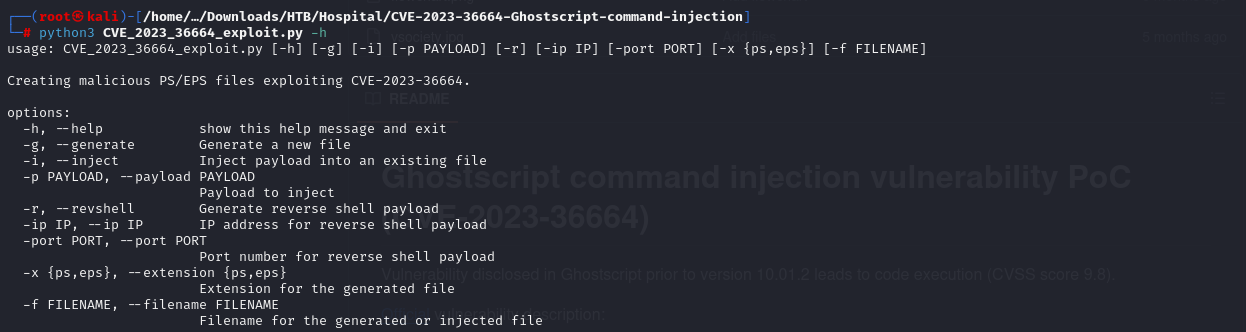 ┌──(root㉿kali)-[/home/…/Downloads/HTB/Hospital/CVE-2023-36664-Ghostscript-command-injection]
└─# python3 CVE_2023_36664_exploit.py -h
usage: CVE_2023_36664_exploit.py [-h] [-g] [-i] [-p PAYLOAD] [-r] [-ip IP] [-port PORT] [-x {ps,eps}] [-f FILENAME]
vsociety.jpg Add files 5 months ago
Creating malicious PS/EPS files exploiting CVE-2023-36664.
README
options:
-h, --help show this help message and exit
-g, --generate Generate a new file
-i, --inject Inject payload into an existing file
-p PAYLOAD, --payload PAYLOAD
Payload to inject
-r, --revshell Generate reverse shell payload
-ip IP, --ip IP IP address for reverse shell payload
-port PORT, --port PORT
Port number for reverse shell payload
-x {ps,eps}, --extension {ps,eps}
Extension for the generated file
-f FILENAME, --filename FILENAME
Filename for the generated or injected file
Ghostscript command injection vulnerability PoC
(CVE-2023-36664)
Vulnerability disclosed in Ghostscript prior to version 10.01.2 leads to code execution (CVSS score 9.8).
vulnerability description: